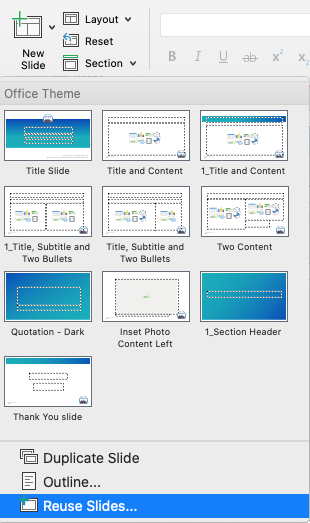 New
Slide
Layout
Reset
Section
B I U ab x² x₂
Office Theme
Title Slide
Title and Content
1_Title and Content
1_Title, Subtitle and
Two Bullets
Title, Subtitle and
Two Bullets
Two Content
Quotation - Dark
Inset Photo
Content Left
1_Section Header
Thank You slide
Duplicate Slide
Outline...
Reuse Slides...